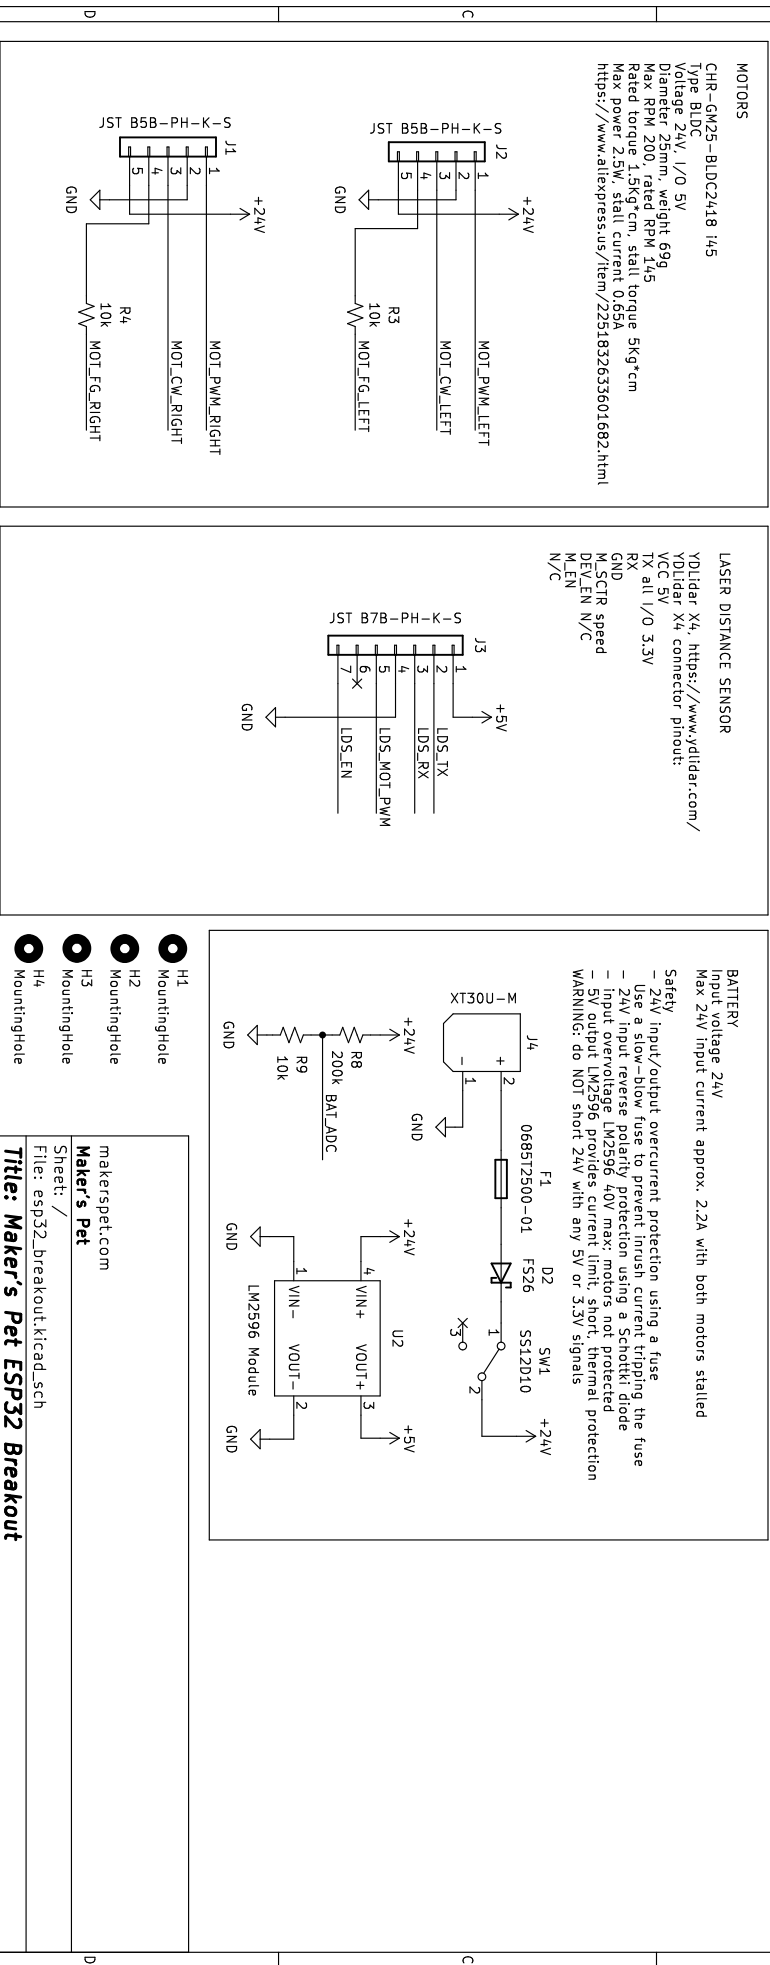 MOTORS
CHR-GM25-BLDC2418 i45
Type BLDC
Voltage 24V, I/O 5V
Diameter 25mm, weight 69g
Max RPM 200, rated RPM 145
Rated torque 1.5Kg*cm, stall torque 5Kg*cm
Max power 2.5W, stall current 0.65A
https://www.aliexpress.us/item/2251832633601682.html
JST B5B-PH-K-S
J2
1
2
3
4
5
+24V
GND
R3
10k
MOT_PWM_LEFT
MOT_CW_LEFT
MOT_FG_LEFT
JST B5B-PH-K-S
J1
1
2
3
4
5
+24V
GND
R4
10k
MOT_PWM_RIGHT
MOT_CW_RIGHT
MOT_FG_RIGHT
LASER DISTANCE SENSOR
YDLidar X4, https://www.ydlidar.com/
YDLidar X4 connector pinout:
VCC 5V
TX all I/O 3.3V
RX
GND
M_SCTR speed
DEV_EN N/C
M_EN
N/C
JST B7B-PH-K-S
J3
1
2
3
4
5
6
7
+5V
GND
LDS_TX
LDS_RX
LDS_MOT_PWM
LDS_EN
BATTERY
Input voltage 24V
Max 24V input current approx. 2.2A with both motors stalled
Safety
- 24V input/output overcurrent protection using a fuse
Use a slow-blow fuse to prevent inrush current tripping the fuse
- 24V input reverse polarity protection using a Schottki diode
- input overvoltage LM2596 40V max; motors not protected
- 5V output LM2596 provides current limit, short, thermal protection
WARNING: do NOT short 24V with any 5V or 3.3V signals
XT30U-M
J4
+
-
2
1
GND
F1
0685T2500-01
D2
FS26
SW1
SS12D10
1
2
3
+24V
+24V
R8
200k
R9
10k
BAT_ADC
GND
U2
+24V
4
VIN+
VOUT+
3
+5V
1
VIN-
VOUT-
2
GND
GND
LM2596 Module
H1
MountingHole
H2
MountingHole
H3
MountingHole
H4
MountingHole
makerspet.com
Maker's Pet
Sheet: /
File: esp32_breakout.kicad_sch
Title: Maker's Pet ESP32 Breakout
C
D
C
D